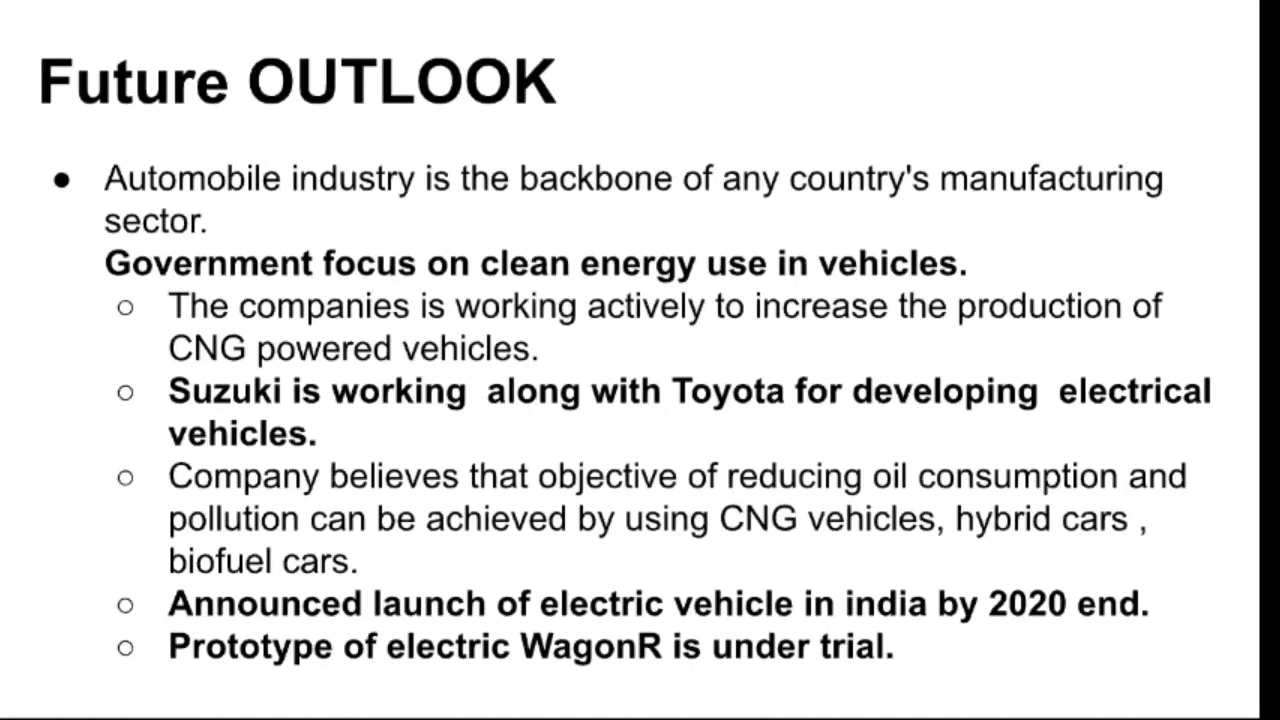 Future OUTLOOK
● Automobile industry is the backbone of any country's manufacturing
sector.
Government focus on clean energy use in vehicles.
○ The companies is working actively to increase the production of
CNG powered vehicles.
○ Suzuki is working  along with Toyota for developing  electrical
vehicles.
○ Company believes that objective of reducing oil consumption and
pollution can be achieved by using CNG vehicles, hybrid cars ,
biofuel cars.
○ Announced launch of electric vehicle in india by 2020 end.
○ Prototype of electric WagonR is under trial.